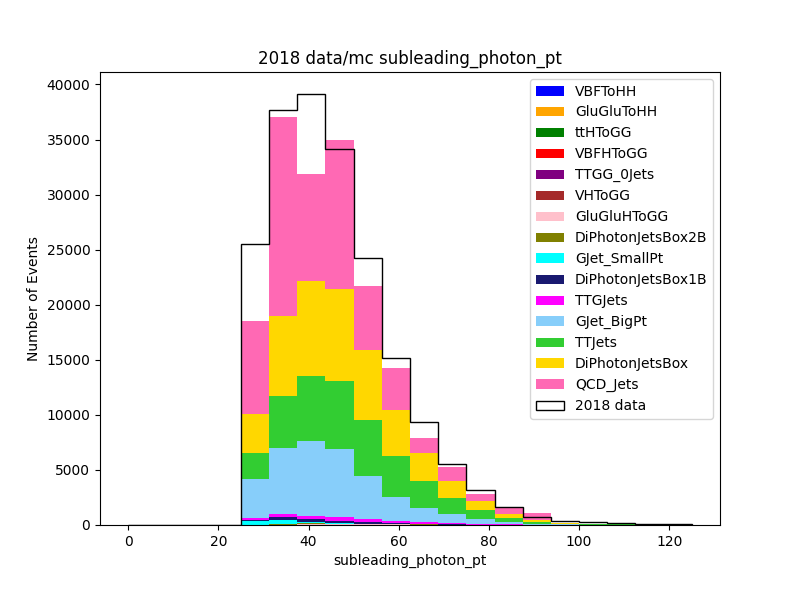 2018 data/mc subleading_photon_pt
40000
35000
30000
25000
20000
15000
10000
5000
0
Number of Events
0 20 40 60 80 100 120
subleading_photon_pt
VBFToHH
GluGluToHH
ttHToGG
VBFHToGG
TTGG_0Jets
VHToGG
GluGluHToGG
DiPhotonJetsBox2B
GJet_SmallPt
DiPhotonJetsBox1B
TTGJets
GJet_BigPt
TTJets
DiPhotonJetsBox
QCD_Jets
2018 data